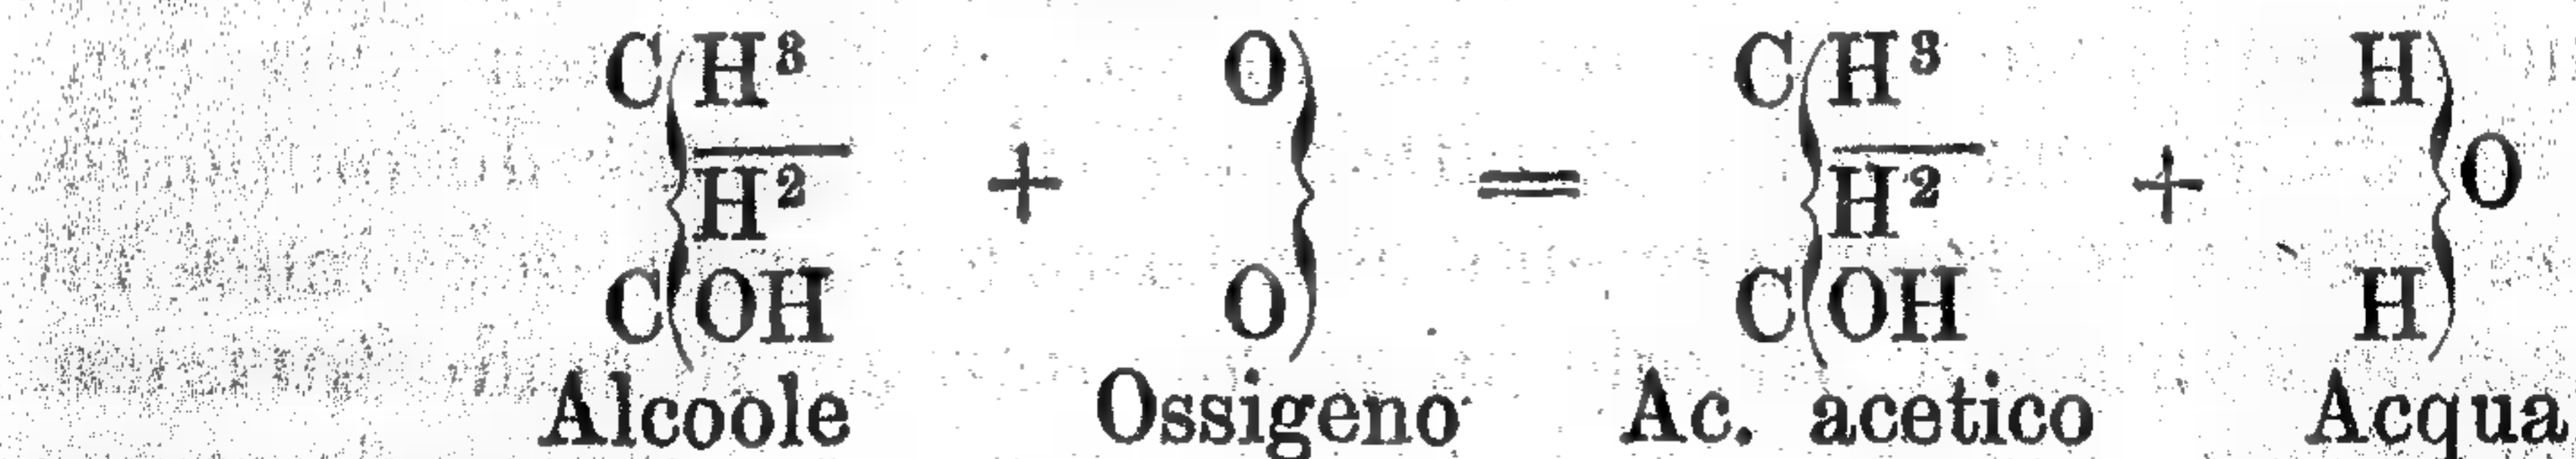 C H³ O C H³ H
H² + = H² + O
C OH O C OH H
Alcoole Ossigeno Ac. acetico Acqua